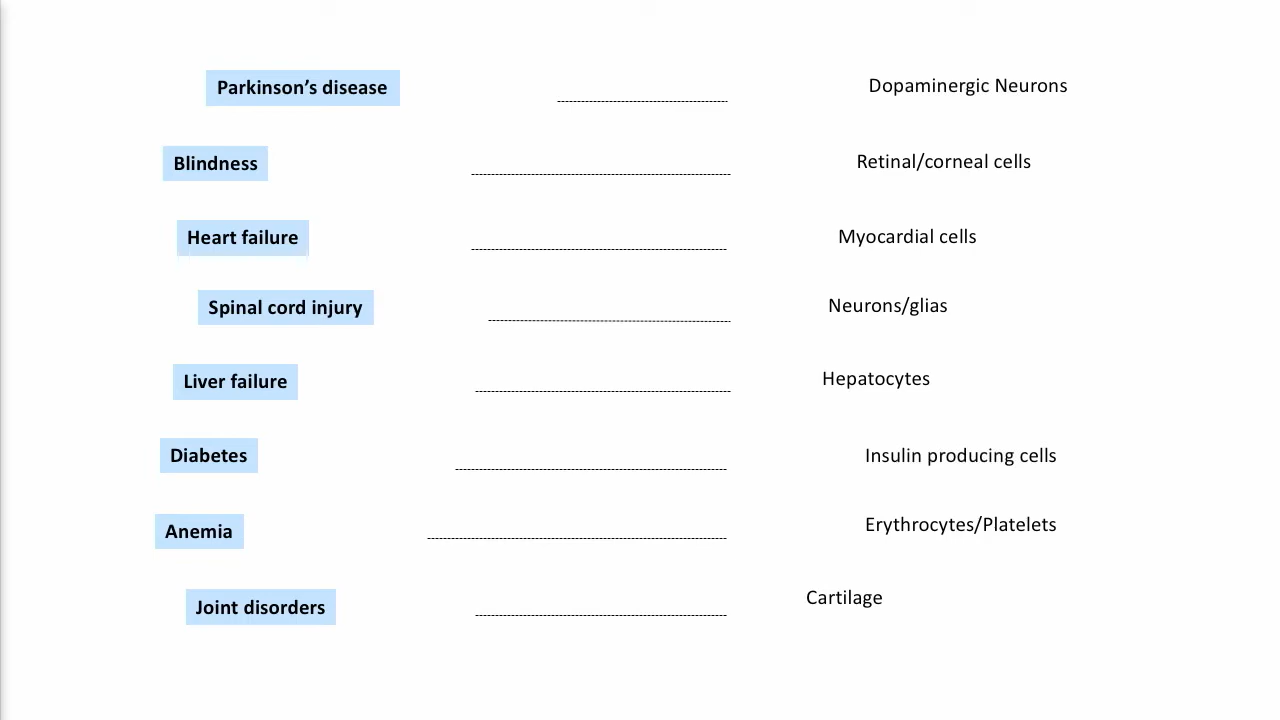 Parkinson’s disease Dopaminergic Neurons
Blindness Retinal/corneal cells
Heart failure Myocardial cells
Spinal cord injury Neurons/glias
Liver failure Hepatocytes
Diabetes Insulin producing cells
Anemia Erythrocytes/Platelets
Joint disorders Cartilage